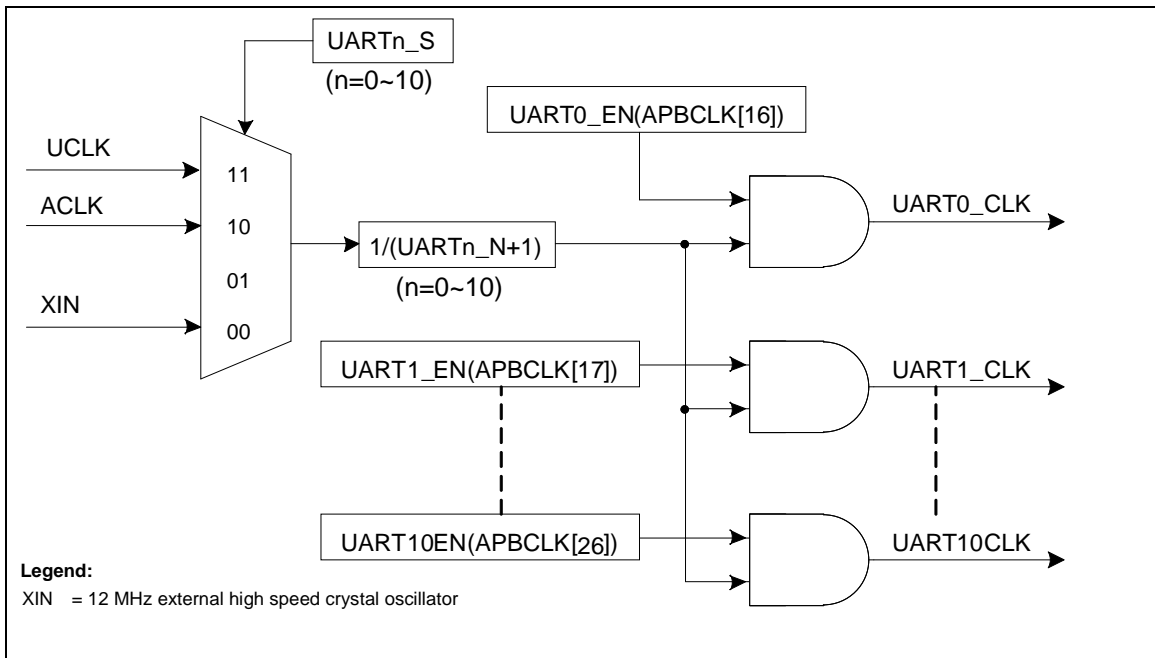 UARTn_S
(n=0~10)
UART0_EN(APBCLK[16])
UCLK
11
UART0_CLK
ACLK
10
1/(UARTn_N+1)
(n=0~10)
01
XIN
00
UART1_EN(APBCLK[17])
UART1_CLK
UART10EN(APBCLK[26])
UART10CLK
Legend:
XIN = 12 MHz external high speed crystal oscillator